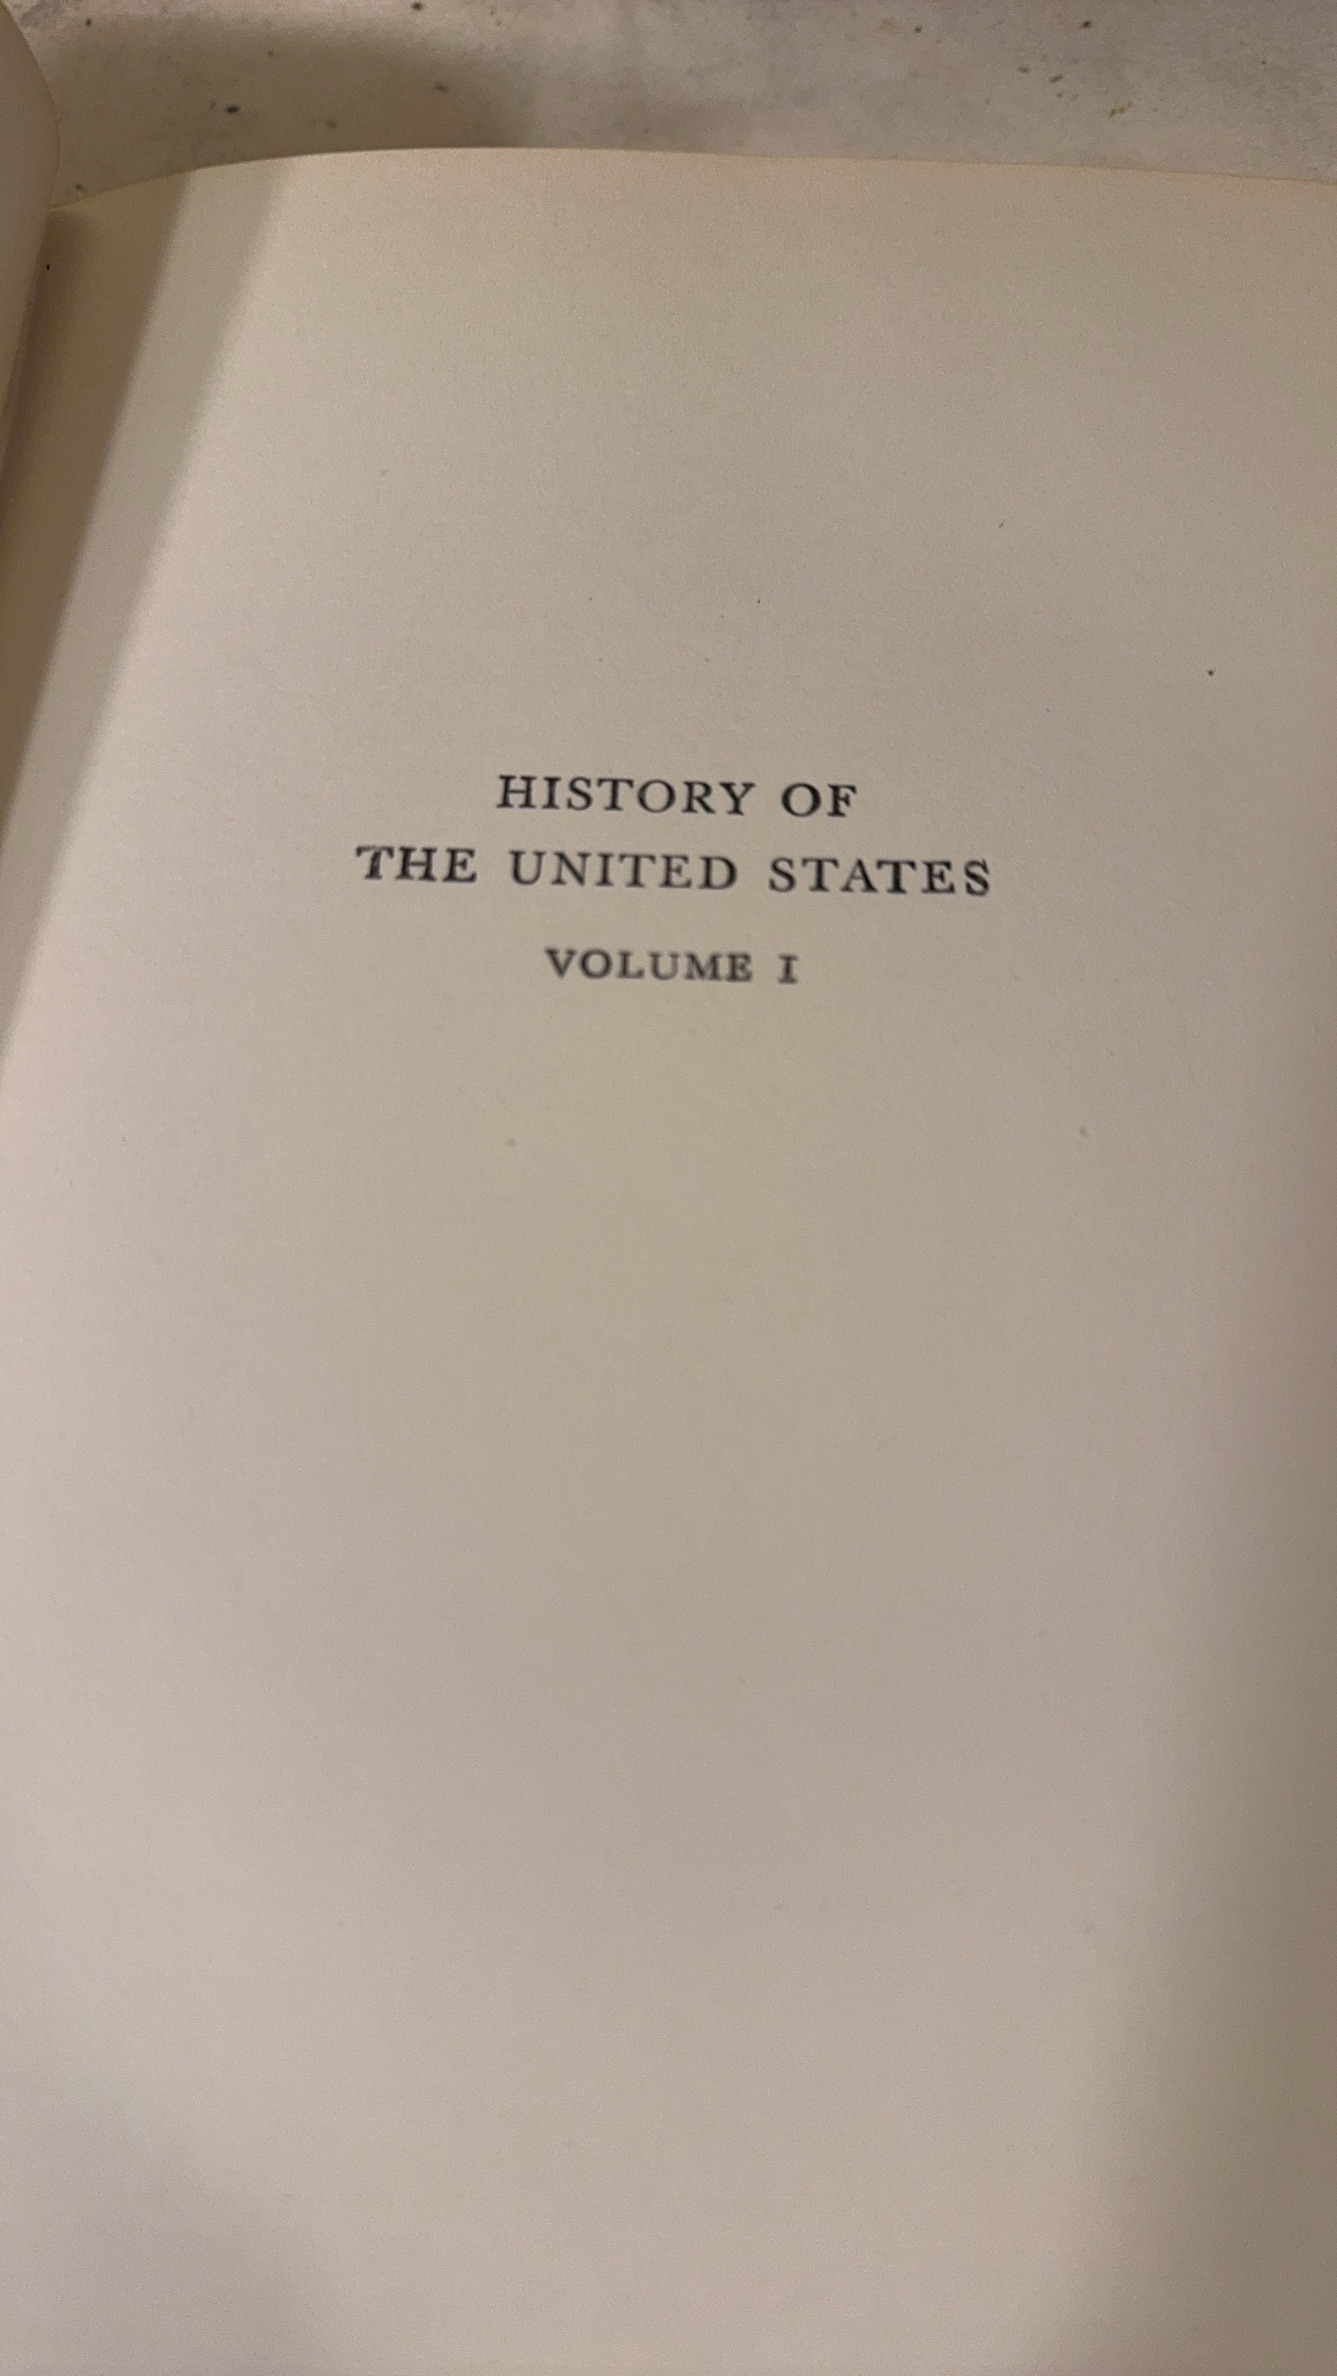 HISTORY OF
THE UNITED STATES
VOLUME I